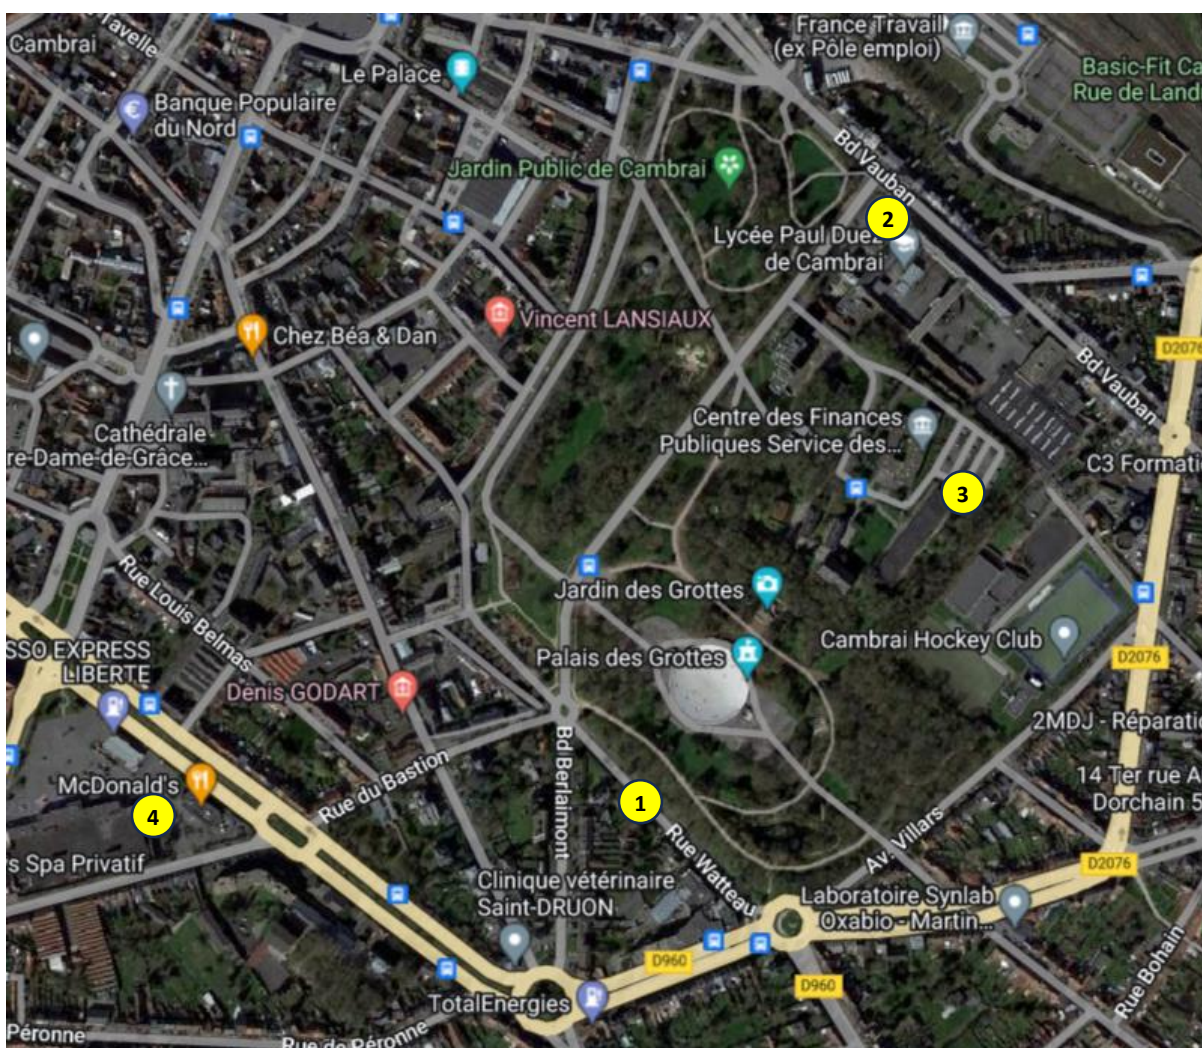 Tavelle
Cambrai
Le Palace
France Travail
(ex Pôle emploi)
Basic-Fit Ca
Rue de Land
€
Banque Populaire
du Nord
Jardin Public de Cambrai
Bd Vauban
2
Lycée Paul Duez
de Cambrai
i
Vincent LANSIAUX
Chez Béa & Dan
D2076
Bd Vauban
Cathédrale
re-Dame-de-Grâce...
Centre des Finances
Publiques Service des...
C3 Formati
3
Rue Louis Belmas
Jardin des Grottes
Cambrai Hockey Club
Palais des Grottes
D2076
SSO EXPRESS
LIBERTE
Denis GODART
2MDJ - Réparati
Bd Berlaimont
McDonald's
4
Rue du Bastion
1
14 Ter rue A
Dorchain 5
Rue Watteau
Av. Villars
D2076
s Spa Privatif
Clinique vétérinaire
Saint-DRUON
Laboratoire Synlab
Oxabio - Martin...
D960
D960
Rue Bohain
TotalEnergies
Péronne
Rue de Péronne